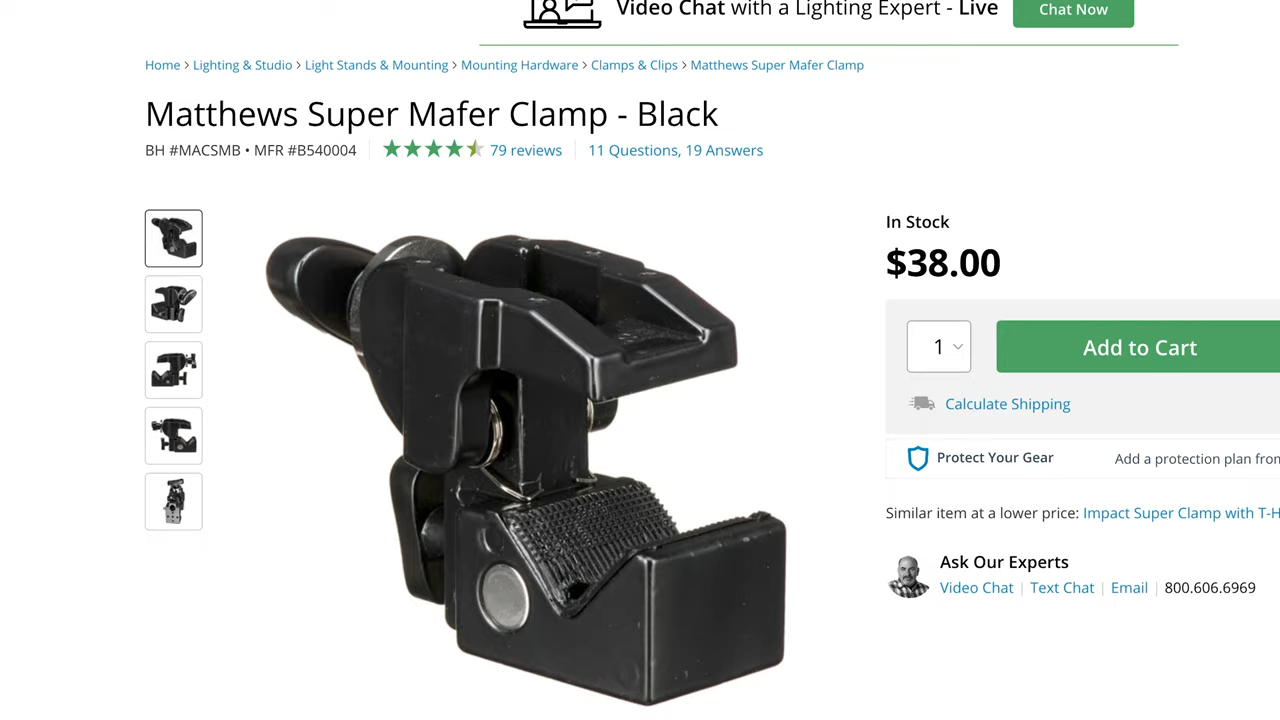 Video Chat with a Lighting Expert - Live
Chat Now
Home > Lighting & Studio > Light Stands & Mounting > Mounting Hardware > Clamps & Clips > Matthews Super Mafer Clamp
Matthews Super Mafer Clamp - Black
BH #MACSMB • MFR #B540004
79 reviews
11 Questions, 19 Answers
In Stock
$38.00
1
Add to Cart
Calculate Shipping
Protect Your Gear
Add a protection plan from
Similar item at a lower price: Impact Super Clamp with T-H
Ask Our Experts
Video Chat | Text Chat | Email | 800.606.6969